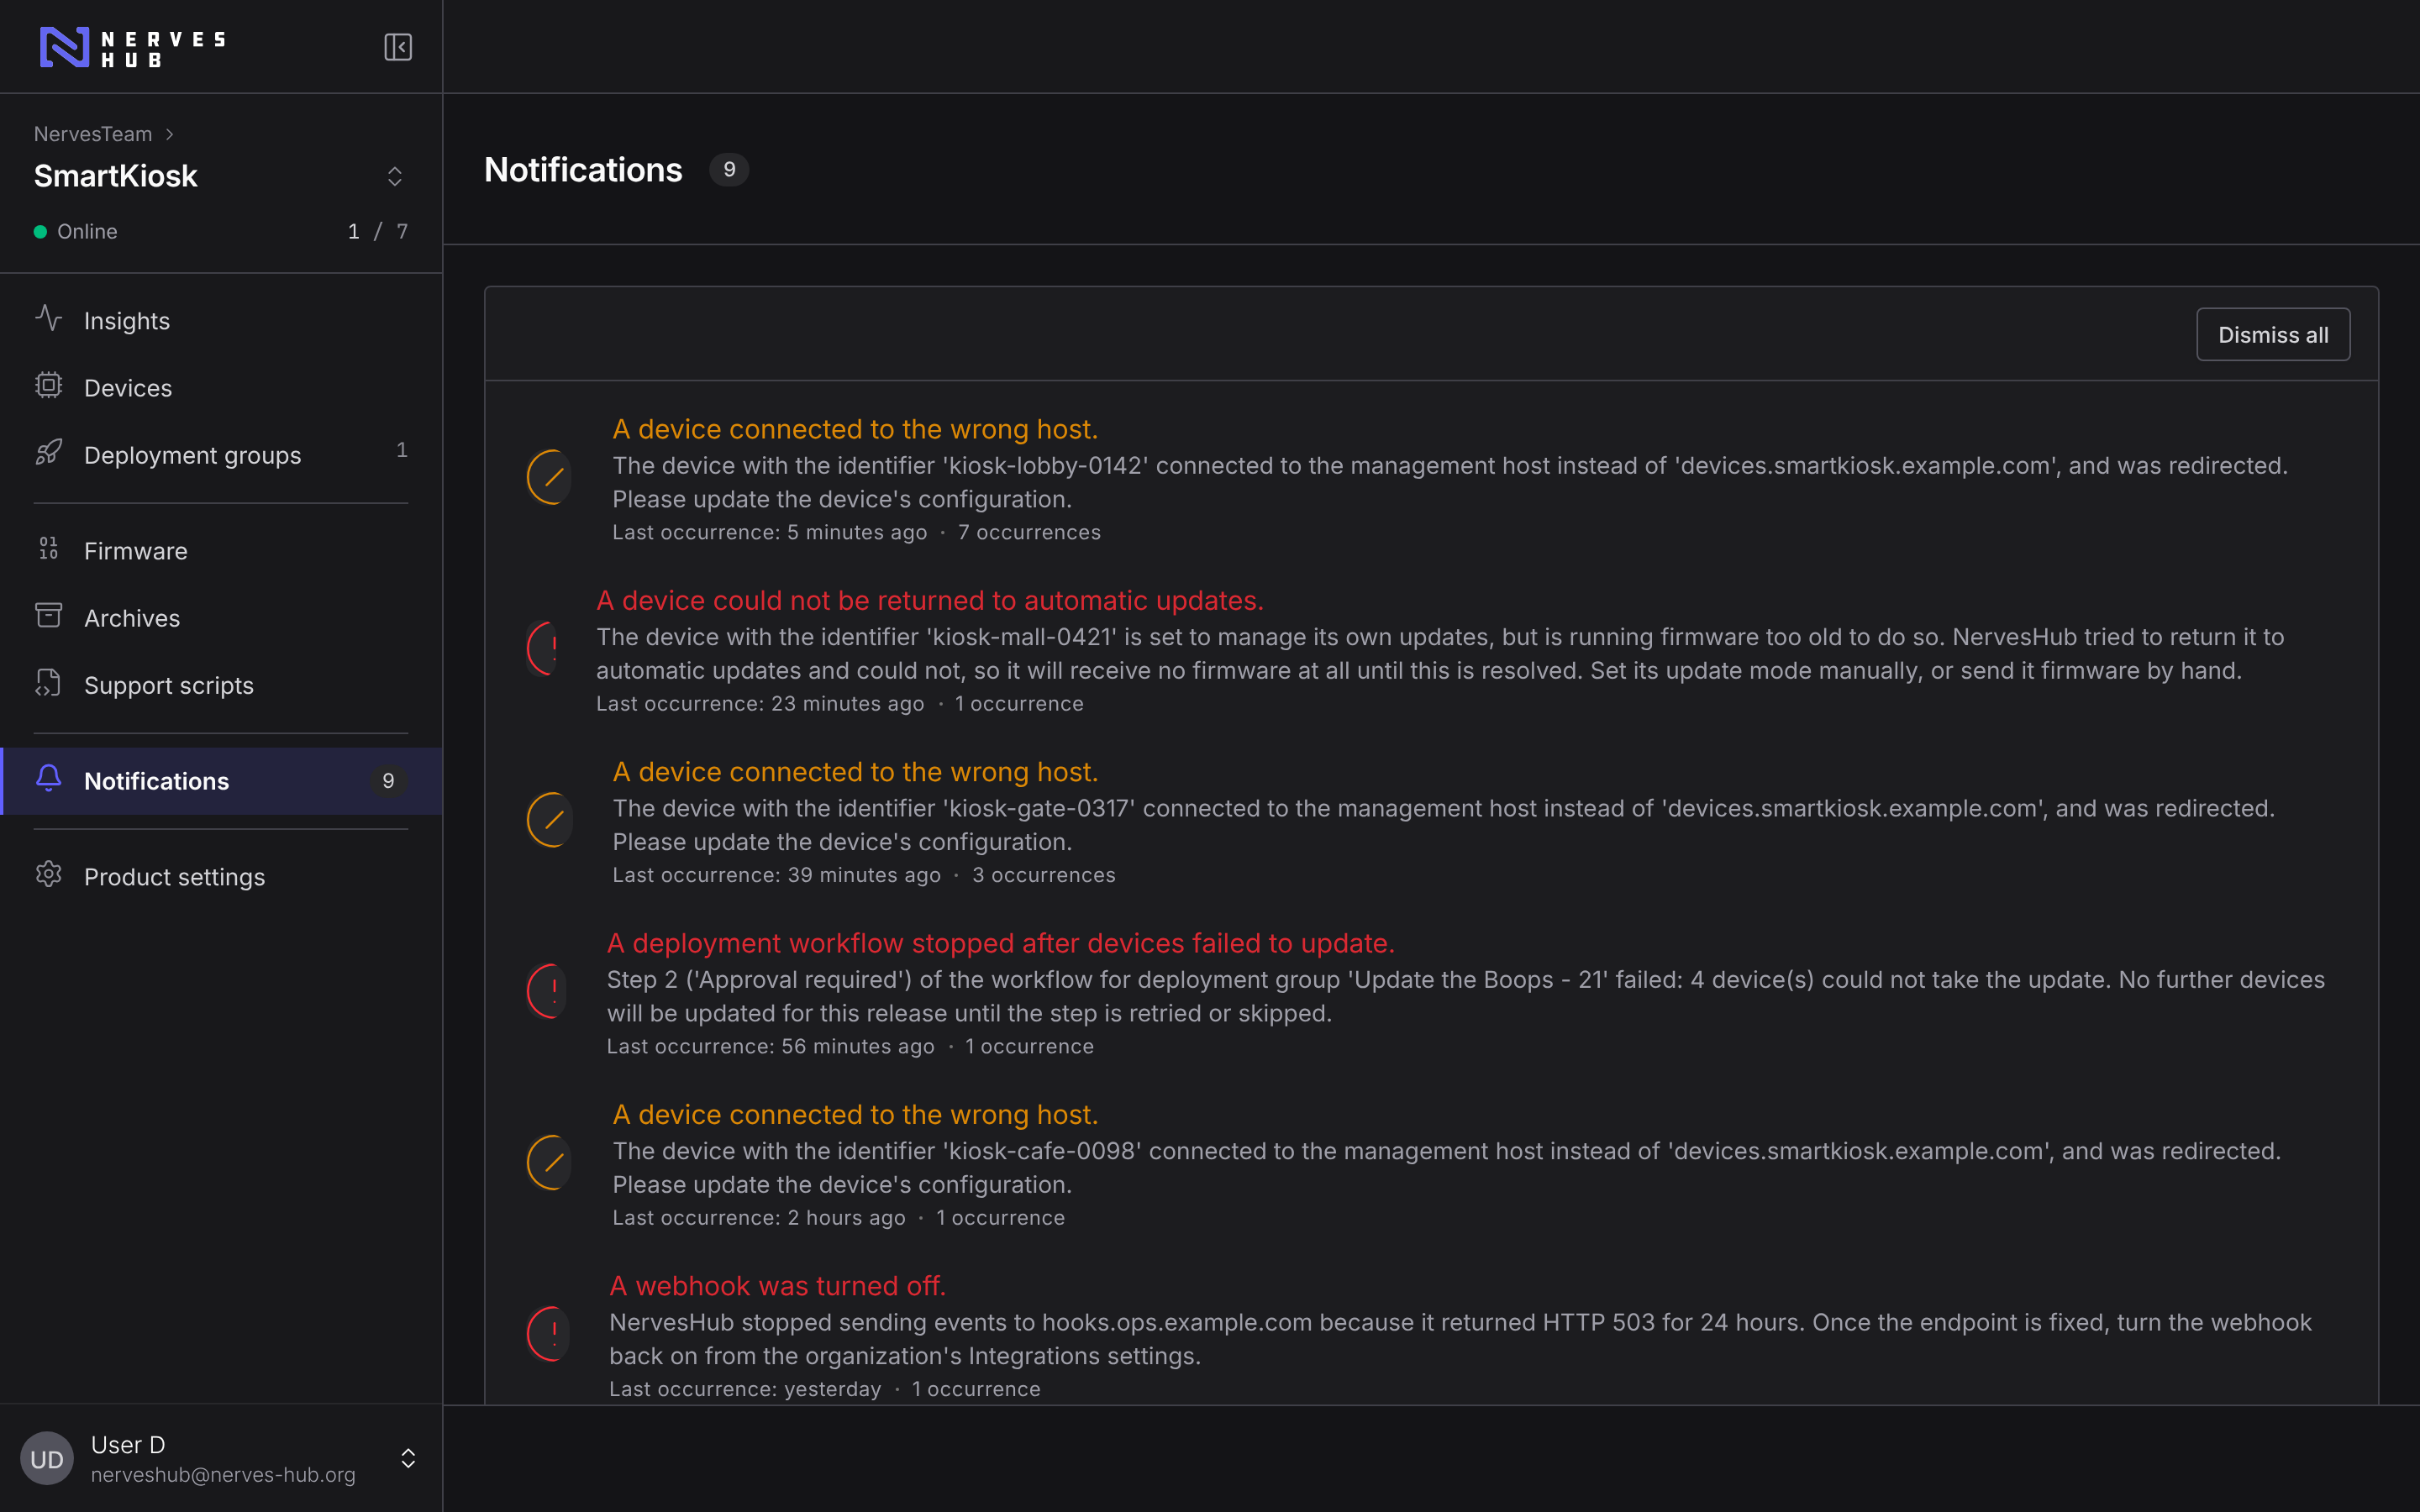 NERVES
HUB
NervesTeam
SmartKiosk
Online 1 / 7
Insights
Devices
Deployment groups 1
Firmware
Archives
Support scripts
Notifications 9
Product settings
UD
User D
nerveshub@nerves-hub.org
Notifications 9
Dismiss all
A device connected to the wrong host.
The device with the identifier 'kiosk-lobby-0142' connected to the management host instead of 'devices.smartkiosk.example.com', and was redirected.
Please update the device's configuration.
Last occurrence: 5 minutes ago · 7 occurrences
A device could not be returned to automatic updates.
The device with the identifier 'kiosk-mall-0421' is set to manage its own updates, but is running firmware too old to do so. NervesHub tried to return it to
automatic updates and could not, so it will receive no firmware at all until this is resolved. Set its update mode manually, or send it firmware by hand.
Last occurrence: 23 minutes ago · 1 occurrence
A device connected to the wrong host.
The device with the identifier 'kiosk-gate-0317' connected to the management host instead of 'devices.smartkiosk.example.com', and was redirected.
Please update the device's configuration.
Last occurrence: 39 minutes ago · 3 occurrences
A deployment workflow stopped after devices failed to update.
Step 2 ('Approval required') of the workflow for deployment group 'Update the Boops - 21' failed: 4 device(s) could not take the update. No further devices
will be updated for this release until the step is retried or skipped.
Last occurrence: 56 minutes ago · 1 occurrence
A device connected to the wrong host.
The device with the identifier 'kiosk-cafe-0098' connected to the management host instead of 'devices.smartkiosk.example.com', and was redirected.
Please update the device's configuration.
Last occurrence: 2 hours ago · 1 occurrence
A webhook was turned off.
NervesHub stopped sending events to hooks.ops.example.com because it returned HTTP 503 for 24 hours. Once the endpoint is fixed, turn the webhook
back on from the organization's Integrations settings.
Last occurrence: yesterday · 1 occurrence